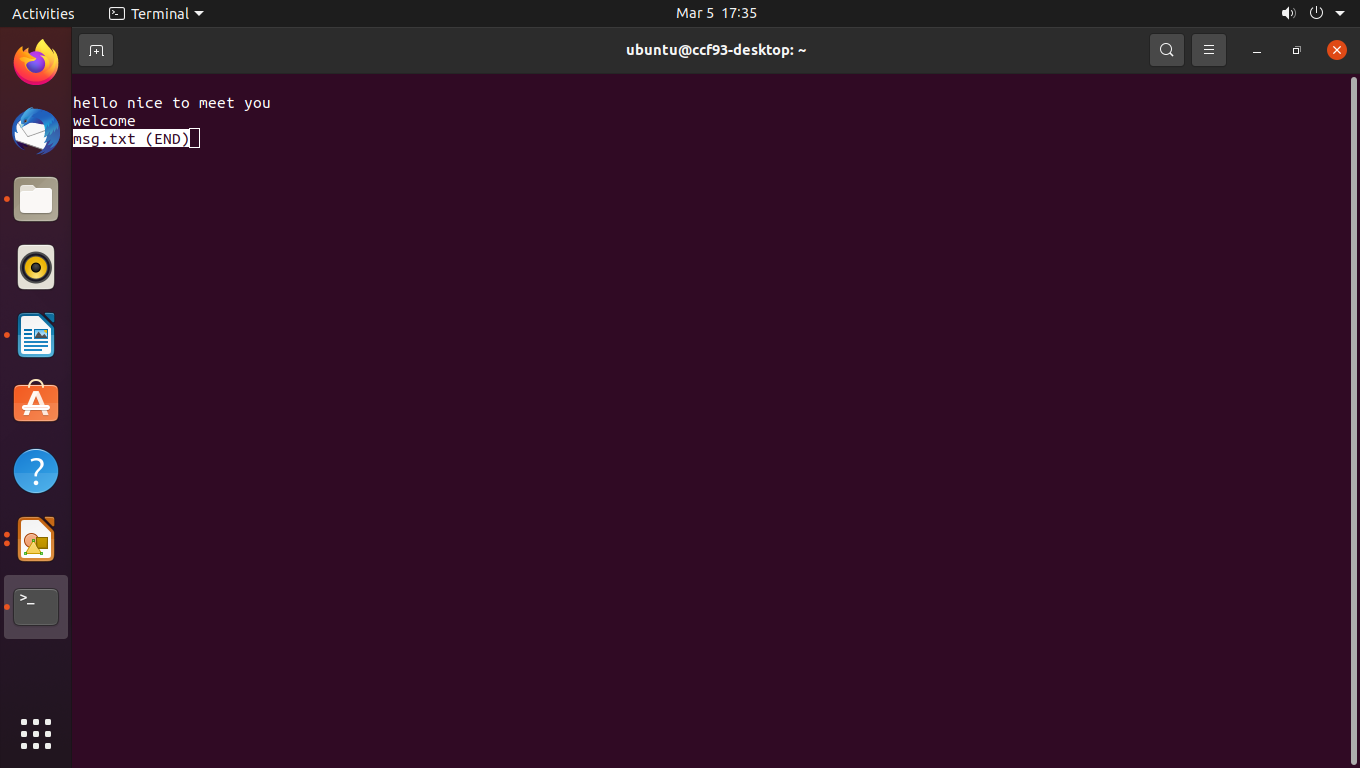 Activities Terminal Mar 5 17:35
ubuntu@ccf93-desktop: ~
hello nice to meet you
welcome
msg.txt (END)